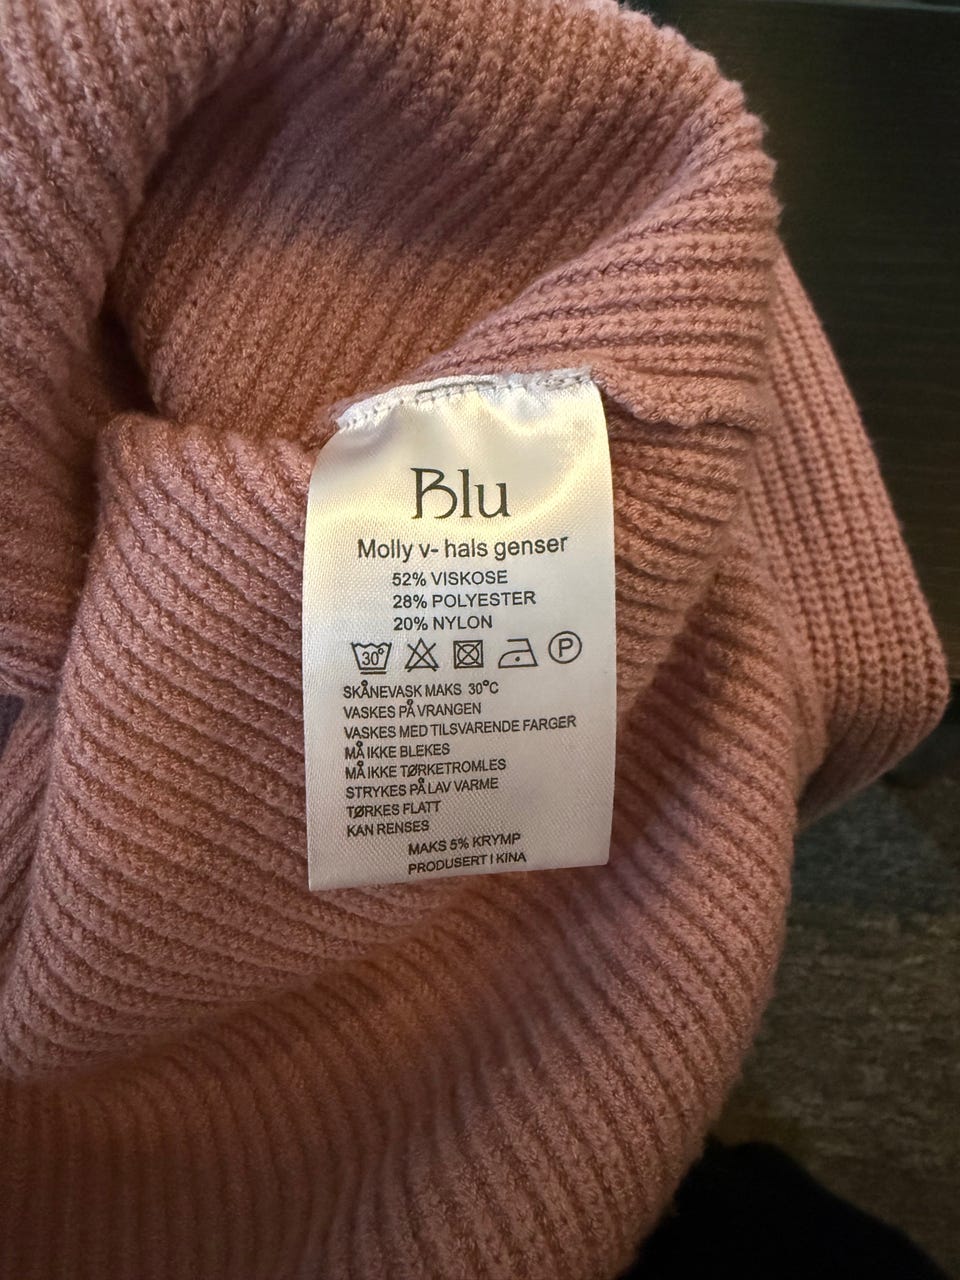 Blu
Molly v- hals genser
52% VISKOSE
28% POLYESTER
20% NYLON
30° P
SKÅNEVASK MAKS 30°C
VASKES PÅ VRANGEN
VASKES MED TILSVARENDE FARGER
MÅ IKKE BLEKES
MÅ IKKE TØRKETROMLES
STRYKES PÅ LAV VARME
TØRKES FLATT
KAN RENSES
MAKS 5% KRYMP
PRODUSERT I KINA